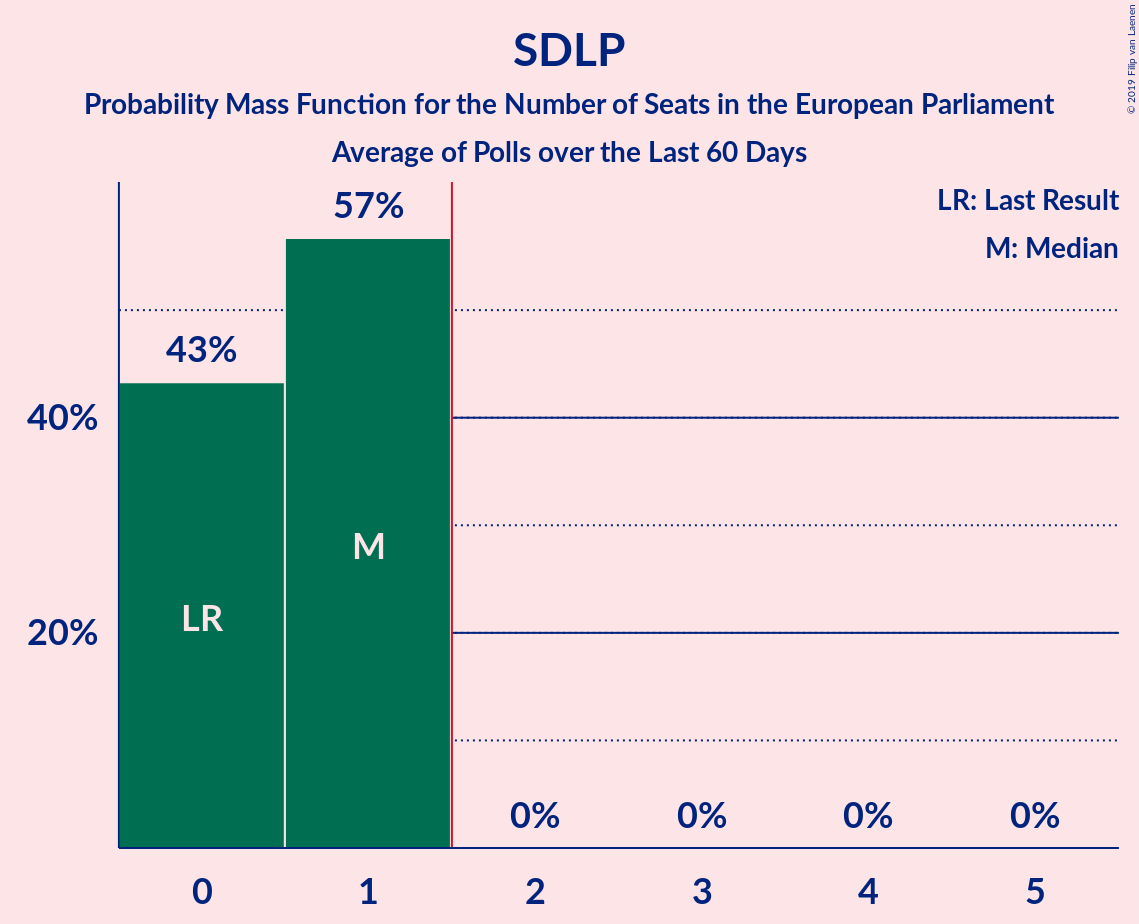 SDLP
Probability Mass Function for the Number of Seats in the European Parliament
Average of Polls over the Last 60 Days
© 2019 Filip van Laenen
LR: Last Result
M: Median
57%
43%
40%
20%
M
LR
0%
0%
0%
0%
0
1
2
3
4
5